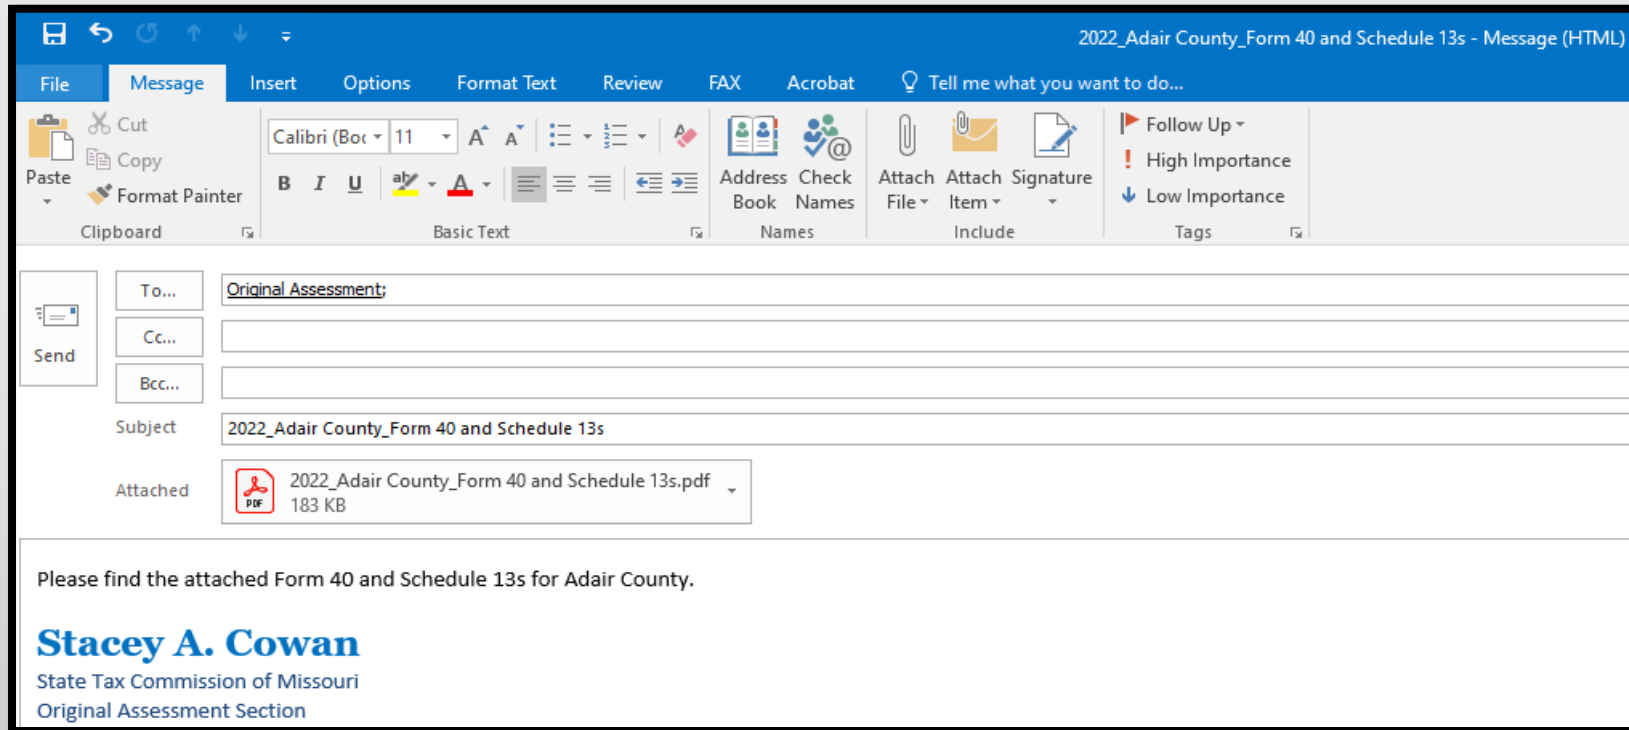 2022_Adair County_Form 40 and Schedule 13s - Message (HTML)
File Message Insert Options Format Text Review FAX Acrobat Tell me what you want to do...
Paste
Cut
Copy
Format Painter
Clipboard
Calibri (Boc 11
B I U
Basic Text
Address Book
Check Names
Names
Attach File
Attach Item
Signature
Include
Follow Up
High Importance
Low Importance
Tags
Send
To... Original Assessment;
Cc...
Bcc...
Subject 2022_Adair County_Form 40 and Schedule 13s
Attached
PDF
2022_Adair County_Form 40 and Schedule 13s.pdf
183 KB
Please find the attached Form 40 and Schedule 13s for Adair County.
Stacey A. Cowan
State Tax Commission of Missouri
Original Assessment Section